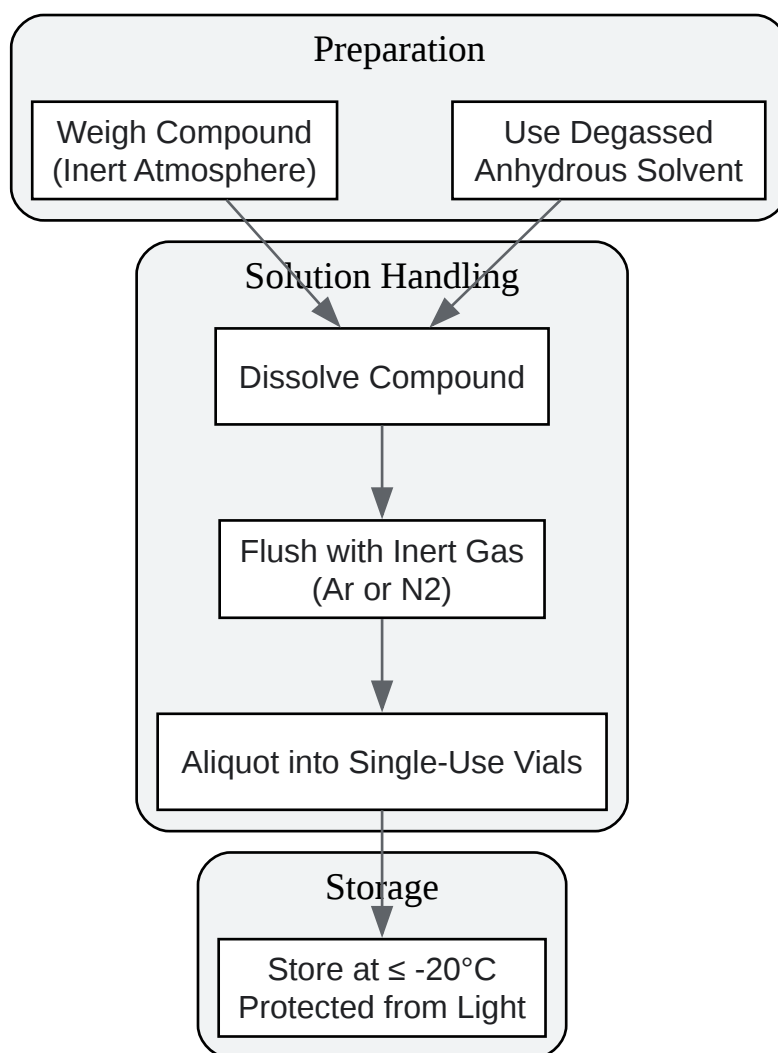 Preparation
Weigh Compound
(Inert Atmosphere)
Use Degassed
Anhydrous Solvent
Solution Handling
Dissolve Compound
Flush with Inert Gas
(Ar or N2)
Aliquot into Single-Use Vials
Storage
Store at ≤ -20°C
Protected from Light